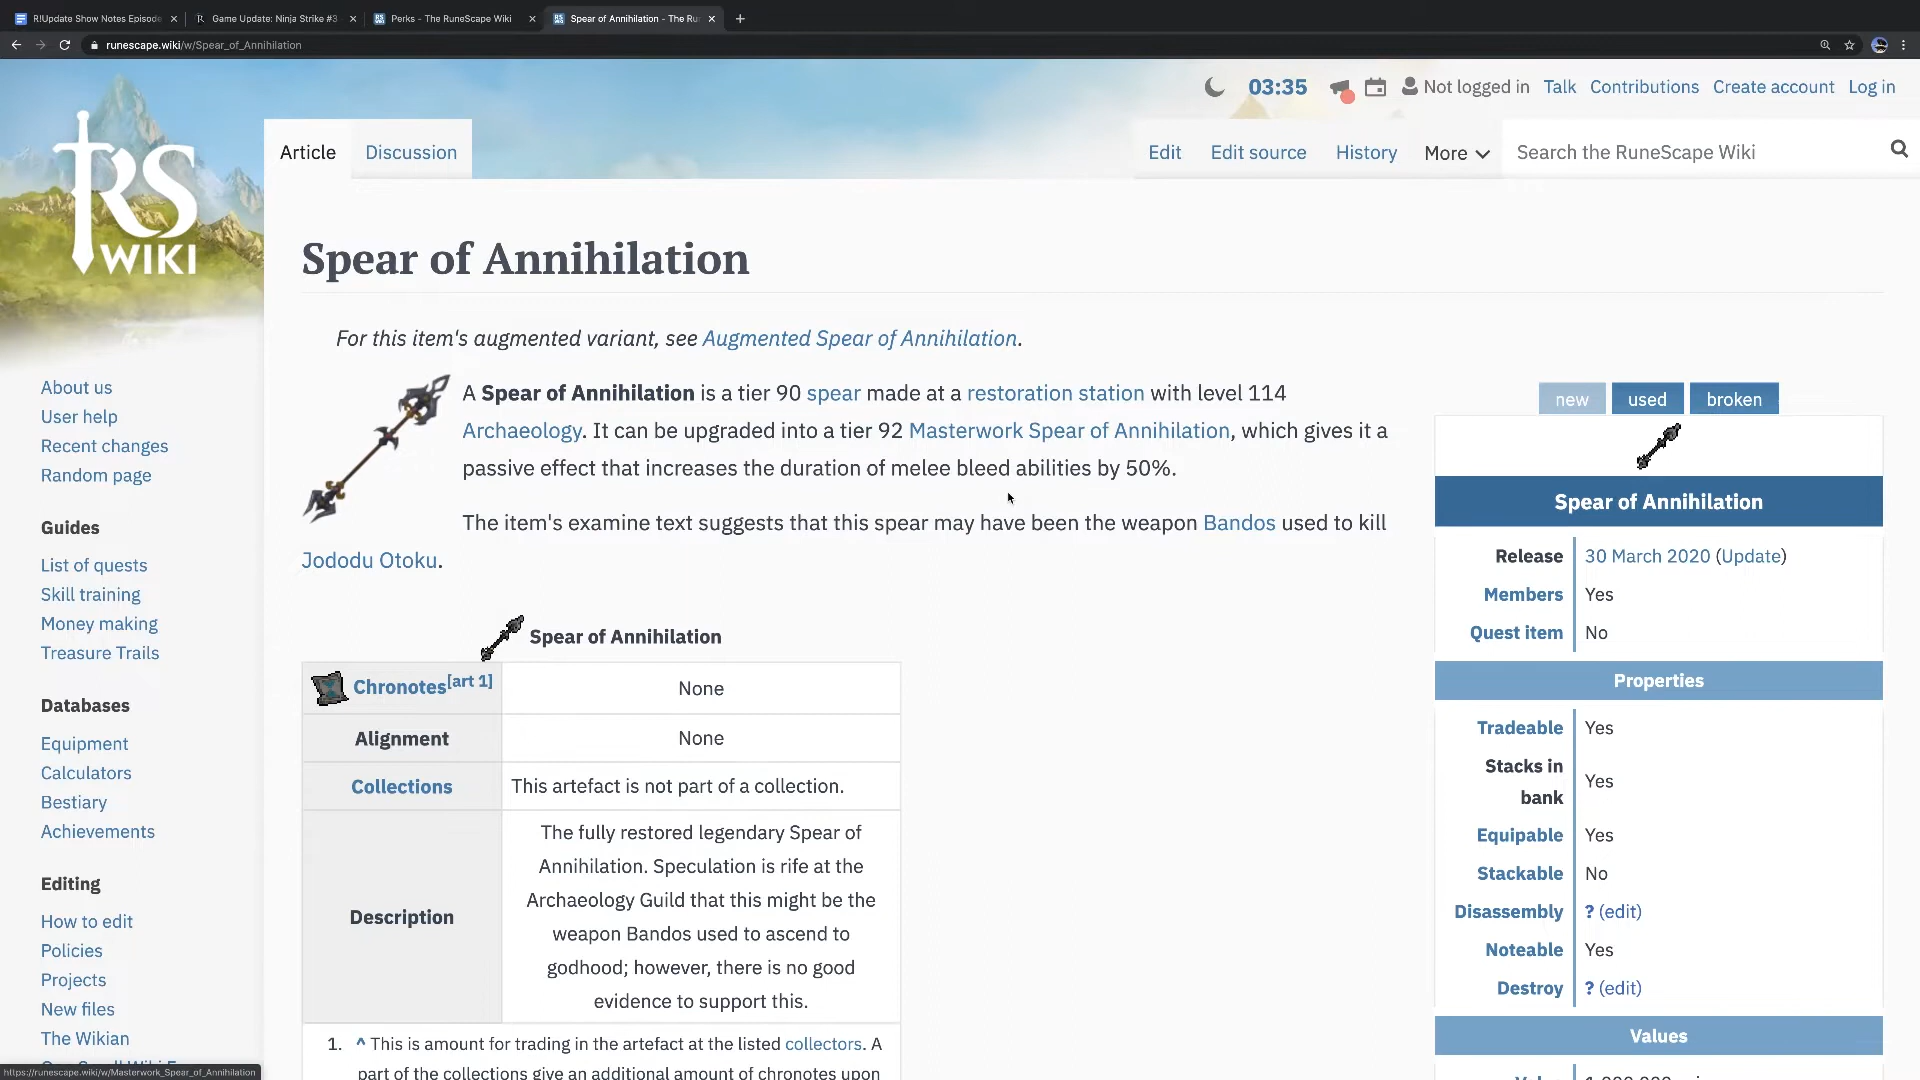 R!Update Show Notes Episode
Game Update: Ninja Strike #3
Perks - The RuneScape Wiki
Spear of Annihilation - The Ru
runescape.wiki/w/Spear_of_Annihilation
03:35
Not logged in
Talk
Contributions
Create account
Log in
RS
WIKI
Article
Discussion
Edit
Edit source
History
More
Search the RuneScape Wiki
Spear of Annihilation
For this item's augmented variant, see Augmented Spear of Annihilation.
A Spear of Annihilation is a tier 90 spear made at a restoration station with level 114
Archaeology. It can be upgraded into a tier 92 Masterwork Spear of Annihilation, which gives it a
passive effect that increases the duration of melee bleed abilities by 50%.
The item's examine text suggests that this spear may have been the weapon Bandos used to kill
Jododu Otoku.
Spear of Annihilation
Chronotes[art 1]
None
Alignment
None
Collections
This artefact is not part of a collection.
Description
The fully restored legendary Spear of
Annihilation. Speculation is rife at the
Archaeology Guild that this might be the
weapon Bandos used to ascend to
godhood; however, there is no good
evidence to support this.
1. ^ This is amount for trading in the artefact at the listed collectors. A
part of the collections give an additional amount of chronotes upon
new
used
broken
Spear of Annihilation
Release
30 March 2020 (Update)
Members
Yes
Quest item
No
Properties
Tradeable
Yes
Stacks in
bank
Yes
Equipable
Yes
Stackable
No
Disassembly
? (edit)
Noteable
Yes
Destroy
? (edit)
Values
About us
User help
Recent changes
Random page
Guides
List of quests
Skill training
Money making
Treasure Trails
Databases
Equipment
Calculators
Bestiary
Achievements
Editing
How to edit
Policies
Projects
New files
The Wikian
https://runescape.wiki/w/Masterwork_Spear_of_Annihilation